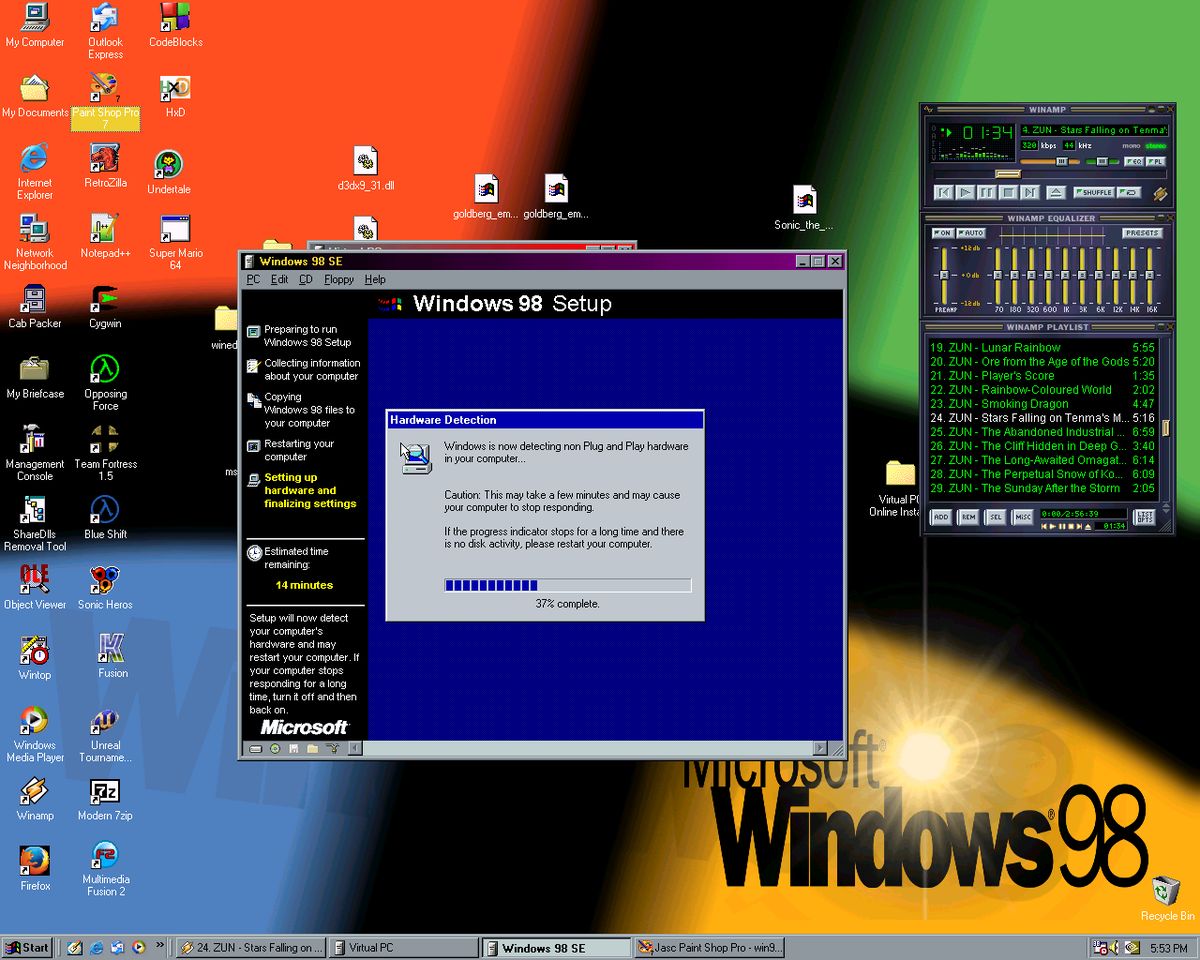 My Computer
Outlook
Express
CodeBlocks
My Documents
Paint Shop Pro
7
HxD
Internet
Explorer
RetroZilla
Undertale
Network
Neighborhood
Notepad++
Super Mario
64
Cab Packer
Cygwin
My Briefcase
Opposing
Force
Management
Console
Team Fortress
1.5
ShareDlls
Removal Tool
Blue Shift
OLE
Object Viewer
Sonic Heros
Wintop
Fusion
Windows
Media Player
Unreal
Tourname...
Winamp
Modern 7zip
Firefox
Multimedia
Fusion 2
d3dx9_31.dll
goldberg_em...
goldberg_em...
Sonic_the_...
Virtual PC
Online Insta
Recycle Bin
Windows 98 SE
PC Edit CD Floppy Help
Windows 98 Setup
Preparing to run
Windows 98 Setup
Collecting information
about your computer
Copying
Windows 98 files to
your computer
Restarting your
computer
Setting up
hardware and
finalizing settings
Estimated time
remaining:
14 minutes
Setup will now detect
your computer's
hardware and may
restart your computer. If
your computer stops
responding for a long
time, turn it off and then
back on.
Microsoft
Hardware Detection
Windows is now detecting non Plug and Play hardware
in your computer...
Caution: This may take a few minutes and may cause
your computer to stop responding.
If the progress indicator stops for a long time and there
is no disk activity, please restart your computer.
37% complete.
WINAMP
01:34
4. ZUN - Stars Falling on Tenma's
320 kbps 44 kHz mono stereo
EQ PL
SHUFFLE
WINAMP EQUALIZER
ON AUTO PRESETS
+12 db
+0 db
-12 db
PREAMP 70 180 320 600 1K 3K 6K 12K 14K 16K
WINAMP PLAYLIST
19. ZUN - Lunar Rainbow 5:55
20. ZUN - Ore from the Age of the Gods 5:20
21. ZUN - Player's Score 1:35
22. ZUN - Rainbow-Coloured World 2:02
23. ZUN - Smoking Dragon 4:47
24. ZUN - Stars Falling on Tenma's M... 5:16
25. ZUN - The Abandoned Industrial ... 6:59
26. ZUN - The Cliff Hidden in Deep G... 3:40
27. ZUN - The Long-Awaited Omagat... 6:14
28. ZUN - The Perpetual Snow of Ko... 6:09
29. ZUN - The Sunday After the Storm 2:05
ADD REM SEL MISC 0:00/2:56:39 01:34 LIST OPTS
Microsoft®
Windows®98
Start
24. ZUN - Stars Falling on ...
Virtual PC
Windows 98 SE
Jasc Paint Shop Pro - win9...
5:53 PM